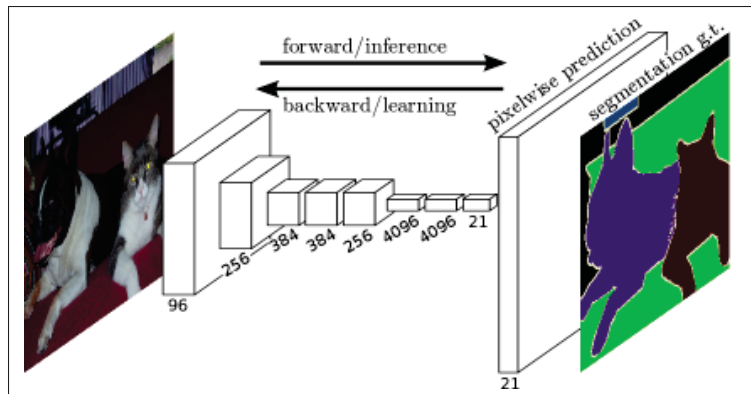 forward/inference
backward/learning
pixelwise prediction
segmentation g.t.
96
256
384
384
256
4096
4096
21
21